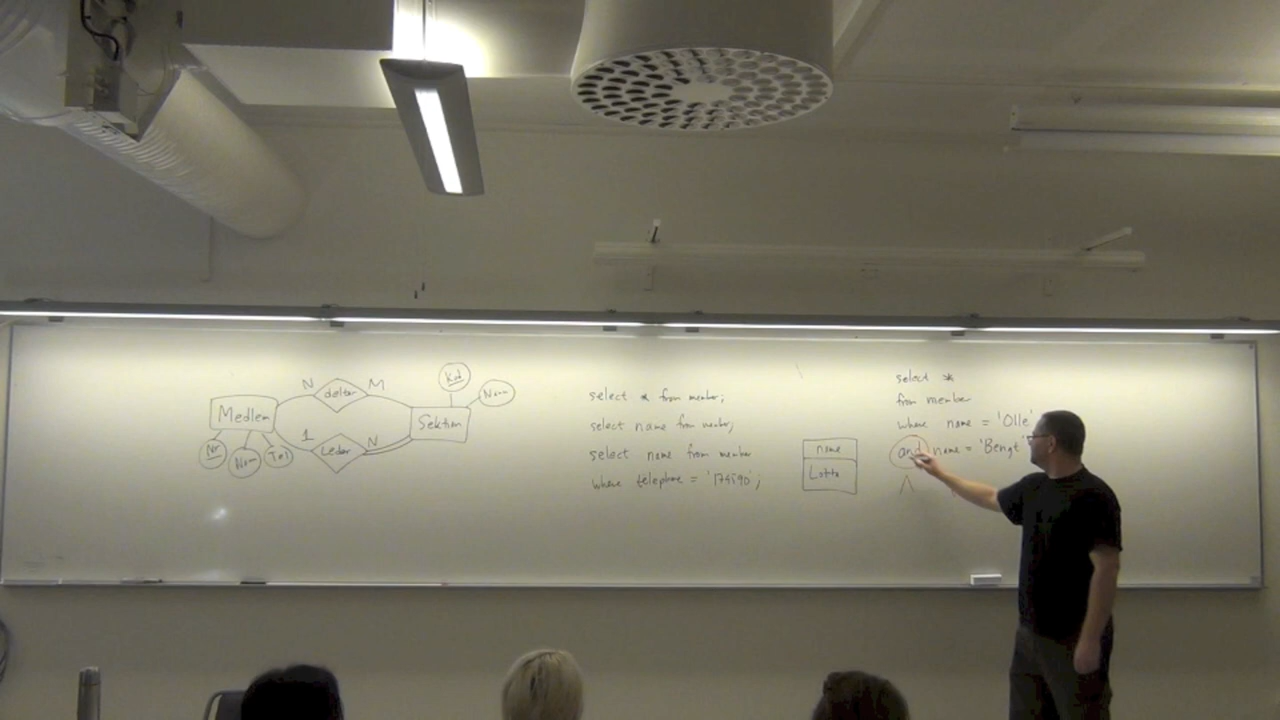 N deltar M
Kod
Namn
Medlem
Sektion
1 Leder N
Nr Namn Tel
select * from member;
select name from member;
select name from member
where telephone = '174590';
name
Lotta
select *
from member
where name = 'Olle'
and name = 'Bengt'
∧